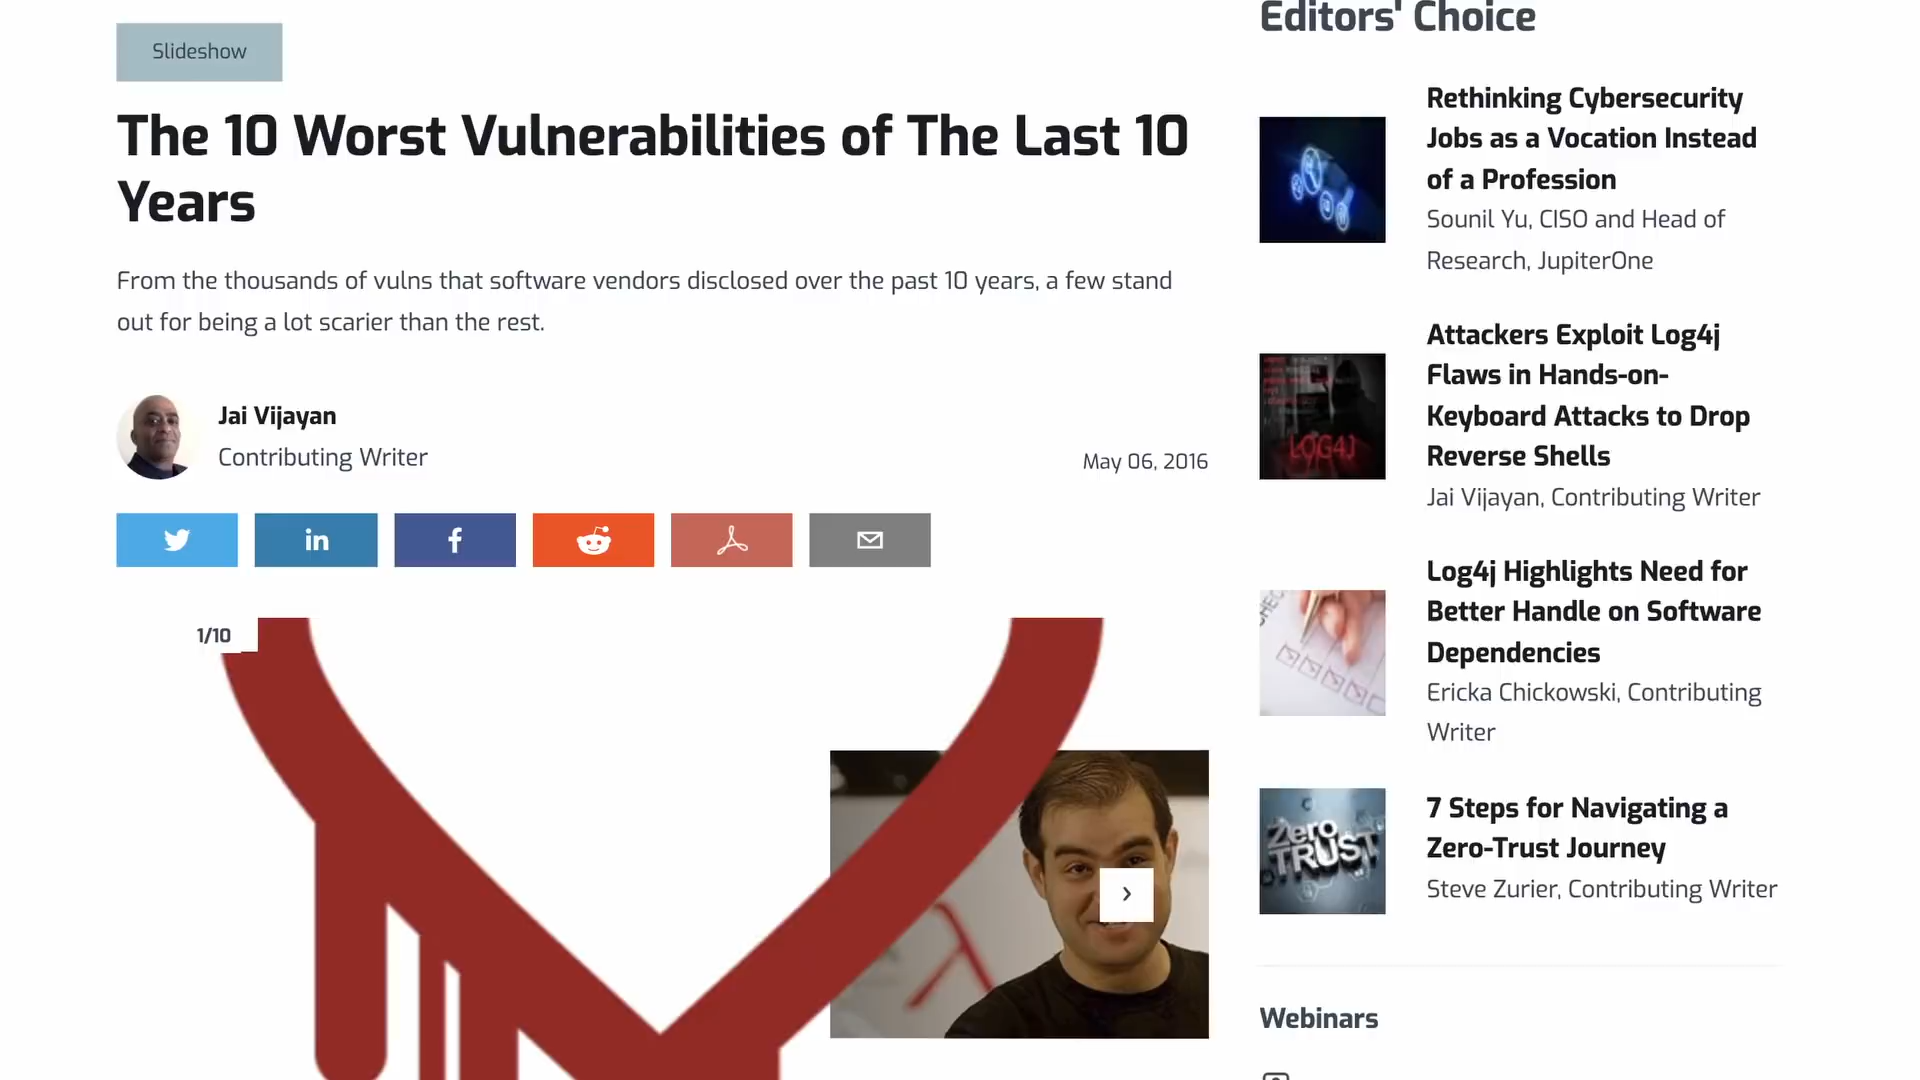 Slideshow
The 10 Worst Vulnerabilities of The Last 10
Years
From the thousands of vulns that software vendors disclosed over the past 10 years, a few stand
out for being a lot scarier than the rest.
Jai Vijayan
Contributing Writer
May 06, 2016
in
f
1/10
Editors' Choice
Rethinking Cybersecurity
Jobs as a Vocation Instead
of a Profession
Sounil Yu, CISO and Head of
Research, JupiterOne
LOG4J
Attackers Exploit Log4j
Flaws in Hands-on-
Keyboard Attacks to Drop
Reverse Shells
Jai Vijayan, Contributing Writer
Log4j Highlights Need for
Better Handle on Software
Dependencies
Ericka Chickowski, Contributing
Writer
Zero
TRUST
7 Steps for Navigating a
Zero-Trust Journey
Steve Zurier, Contributing Writer
Webinars